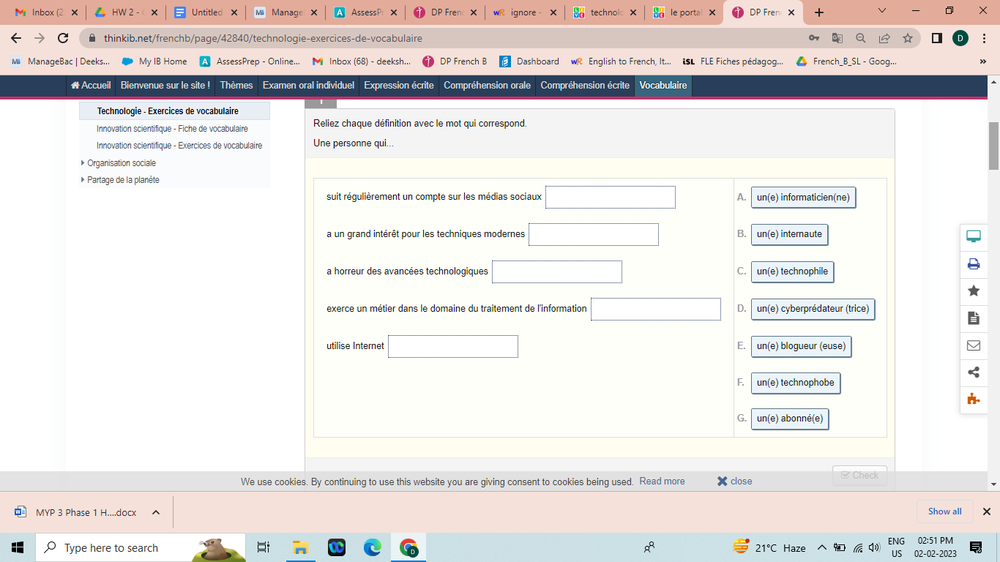 Inbox (2
HW 2 - C
Untitled
Manage
AssessPr
DP Fren
ignore -
technolo
le portal
DP Fren
thinkib.net/frenchb/page/42840/technologie-exercices-de-vocabulaire
D
ManageBac | Deeks...
My IB Home
AssessPrep - Online...
Inbox (68) - deeksh...
DP French B
Dashboard
English to French, It...
FLE Fiches pédagog...
French_B_SL - Goog...
»
Accueil
Bienvenue sur le site !
Thèmes
Examen oral individuel
Expression écrite
Compréhension orale
Compréhension écrite
Vocabulaire
Technologie - Exercices de vocabulaire
Innovation scientifique - Fiche de vocabulaire
Innovation scientifique - Exercices de vocabulaire
Organisation sociale
Partage de la planète
Reliez chaque définition avec le mot qui correspond.
Une personne qui...
suit régulièrement un compte sur les médias sociaux
a un grand intérêt pour les techniques modernes
a horreur des avancées technologiques
exerce un métier dans le domaine du traitement de l'information
utilise Internet
A. un(e) informaticien(ne)
B. un(e) internaute
C. un(e) technophile
D. un(e) cyberprédateur (trice)
E. un(e) blogueur (euse)
F. un(e) technophobe
G. un(e) abonné(e)
Check
We use cookies. By continuing to use this website you are giving consent to cookies being used. Read more close
MYP 3 Phase 1 H....docx
Show all
Type here to search
21°C Haze
ENG
US
02:51 PM
02-02-2023